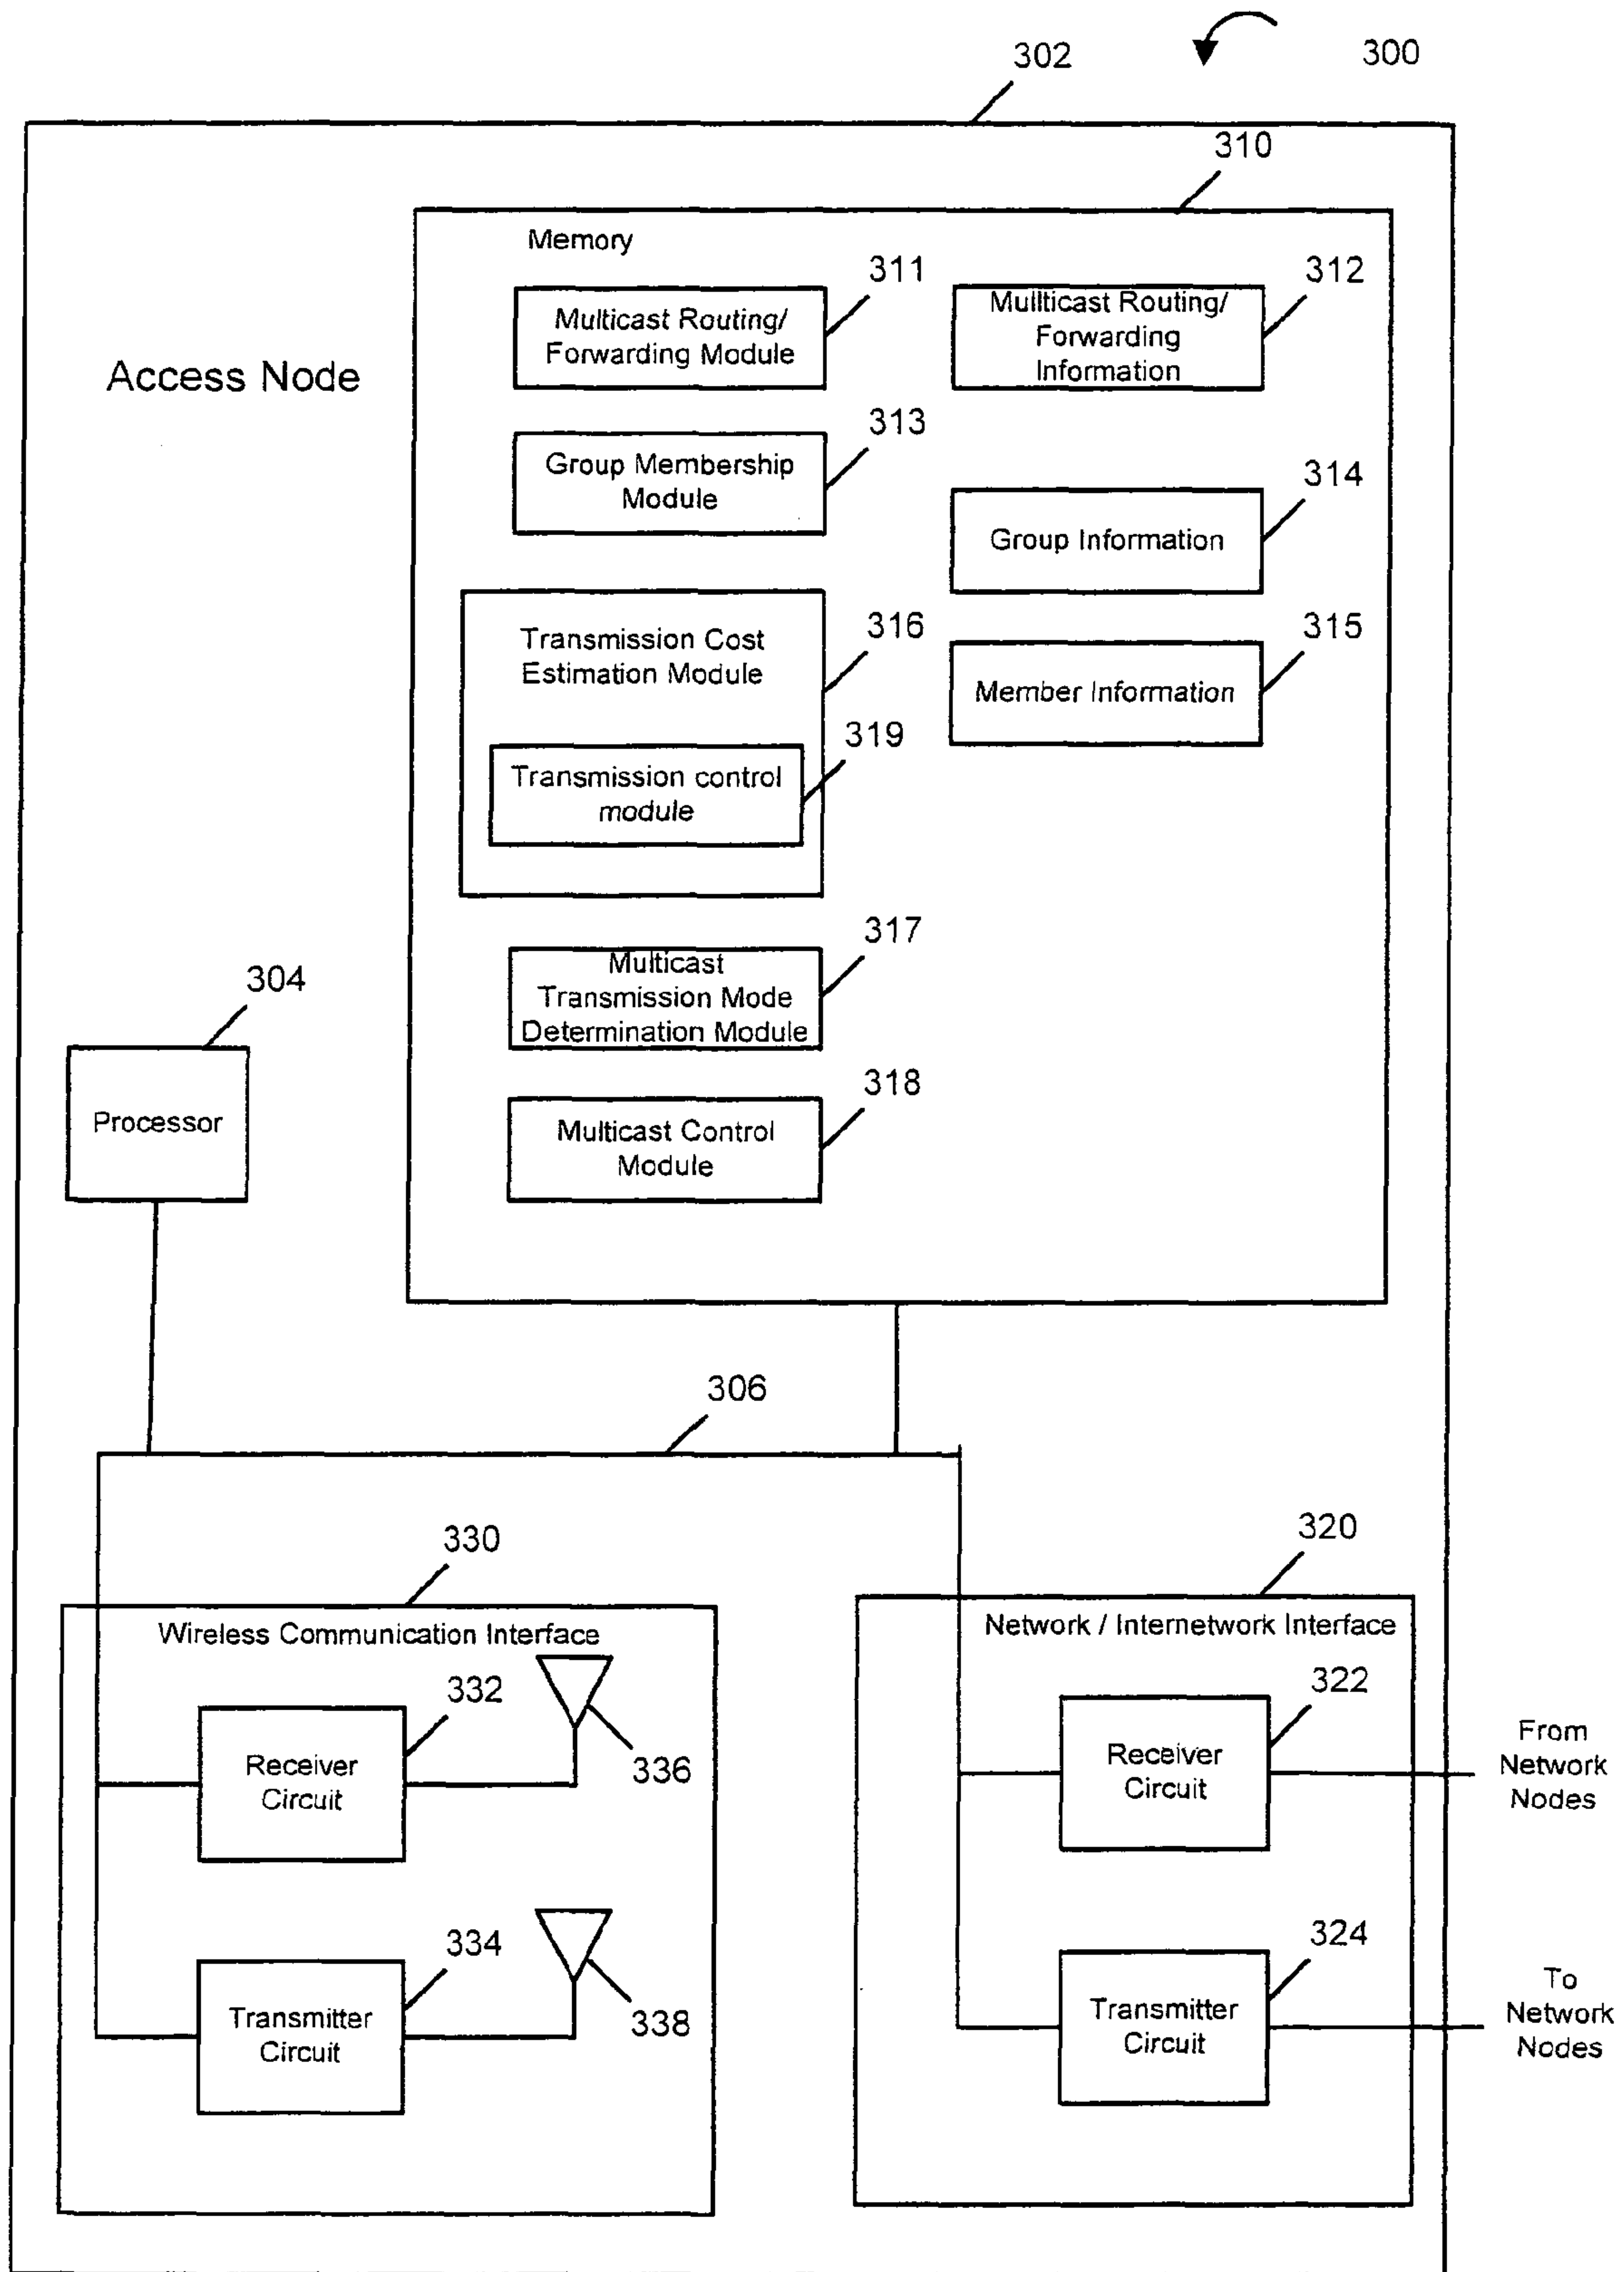 300
302
310
Memory
311
312
Multicast Routing/
Forwarding Module
Mullticast Routing/
Forwarding
Information
Access Node
313
Group Membership
Module
314
Group Information
316
Transmission Cost
Estimation Module
315
Member Information
319
Transmission control
module
317
Multicast
Transmission Mode
Determination Module
304
Processor
318
Multicast Control
Module
306
330
Wireless Communication Interface
320
Network / Internetwork Interface
332
Receiver
Circuit
336
322
Receiver
Circuit
From
Network
Nodes
334
Transmitter
Circuit
338
324
Transmitter
Circuit
To
Network
Nodes